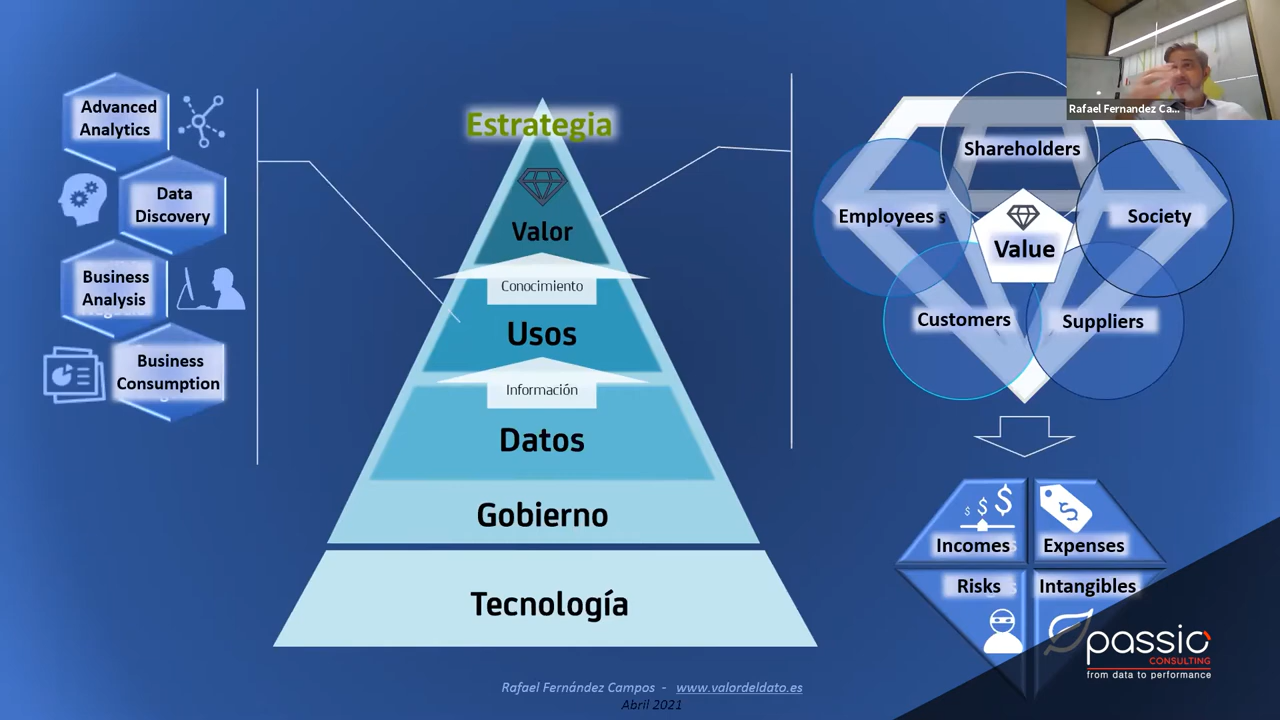 Advanced
Analytics
Data
Discovery
Business
Analysis
Business
Consumption
Estrategia
Valor
Conocimiento
Usos
Información
Datos
Gobierno
Tecnología
Rafael Fernandez Ca...
Shareholders
Employees
Society
Value
Customers
Suppliers
Incomes
Expenses
Risks
Intangibles
passio
CONSULTING
from data to performance
Rafael Fernández Campos - www.valordeldato.es
Abril 2021